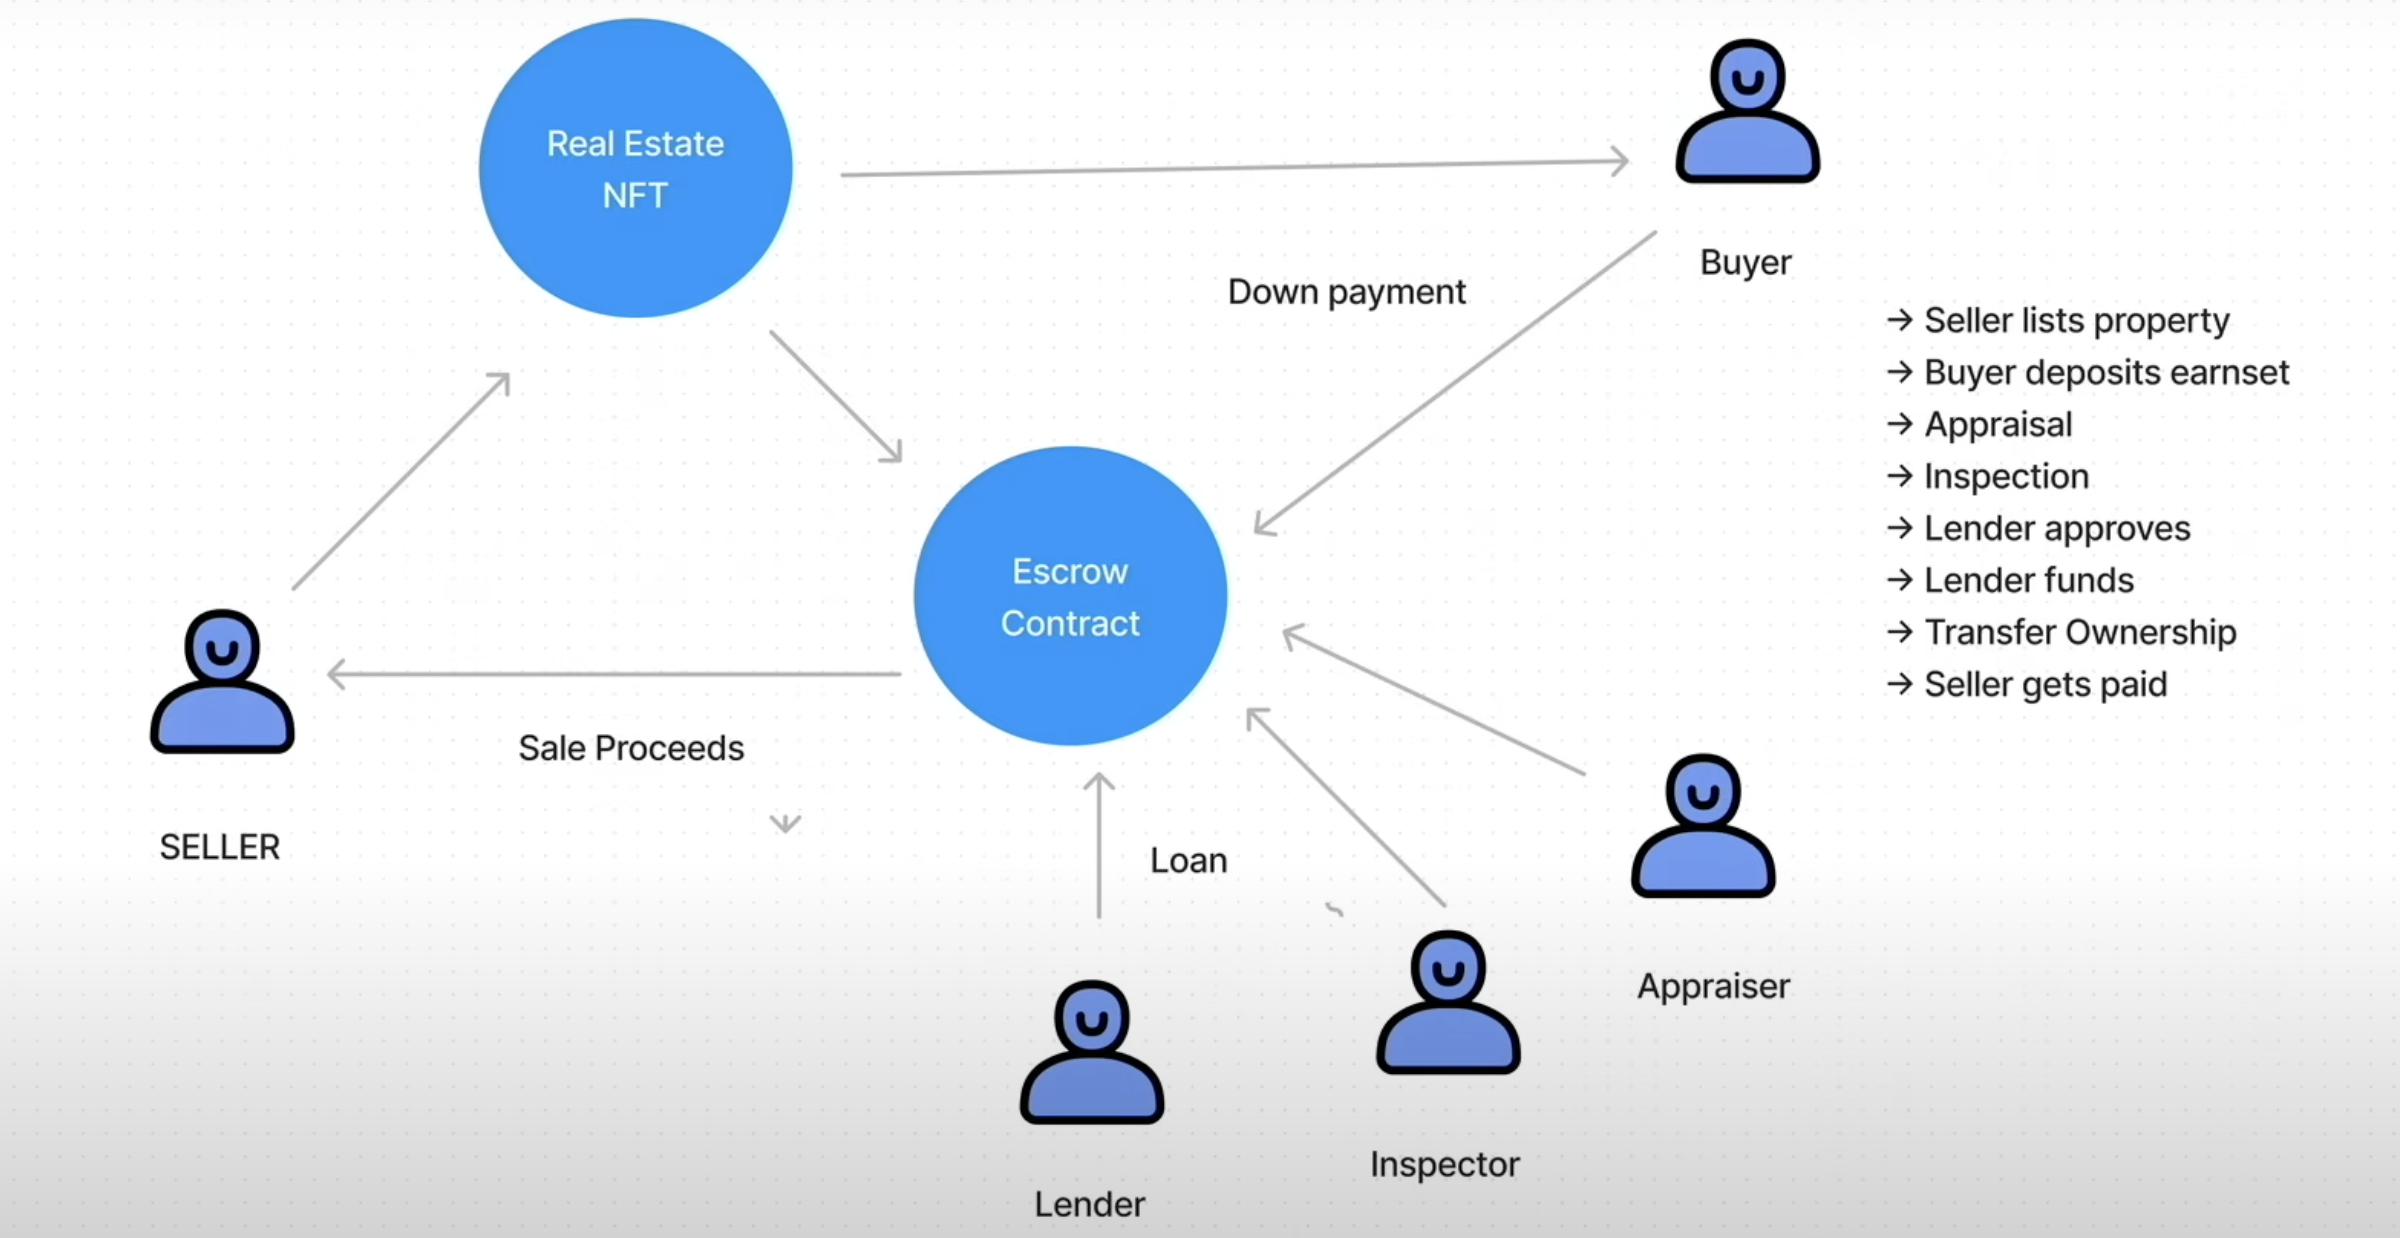 Real Estate
NFT
Buyer
Down payment
→ Seller lists property
→ Buyer deposits earnset
→ Appraisal
→ Inspection
→ Lender approves
→ Lender funds
→ Transfer Ownership
→ Seller gets paid
Escrow
Contract
Sale Proceeds
SELLER
Loan
Appraiser
Inspector
Lender